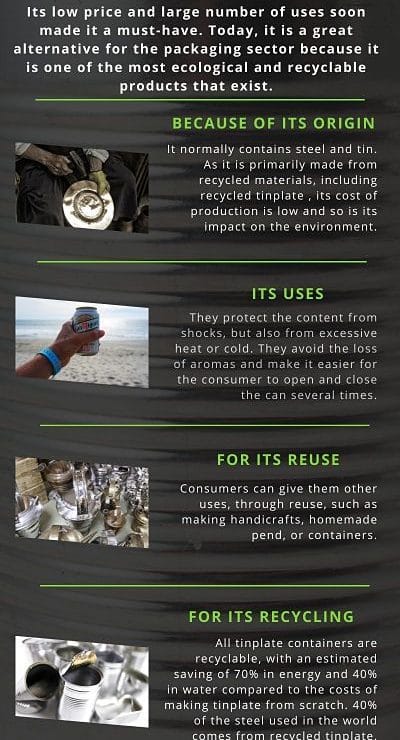 Its low price and large number of uses soon
made it a must-have. Today, it is a great
alternative for the packaging sector because it
is one of the most ecological and recyclable
products that exist.
BECAUSE OF ITS ORIGIN
It normally contains steel and tin.
As it is primarily made from
recycled materials, including
recycled tinplate , its cost of
production is low and so is its
impact on the environment.
ITS USES
They protect the content from
shocks, but also from excessive
heat or cold. They avoid the loss
of aromas and make it easier for
the consumer to open and close
the can several times.
FOR ITS REUSE
Consumers can give them other
uses, through reuse, such as
making handicrafts, homemade
pend, or containers.
FOR ITS RECYCLING
All tinplate containers are
recyclable, with an estimated
saving of 70% in energy and 40%
in water compared to the costs of
making tinplate from scratch. 40%
of the steel used in the world
comes from recycled tinplate.